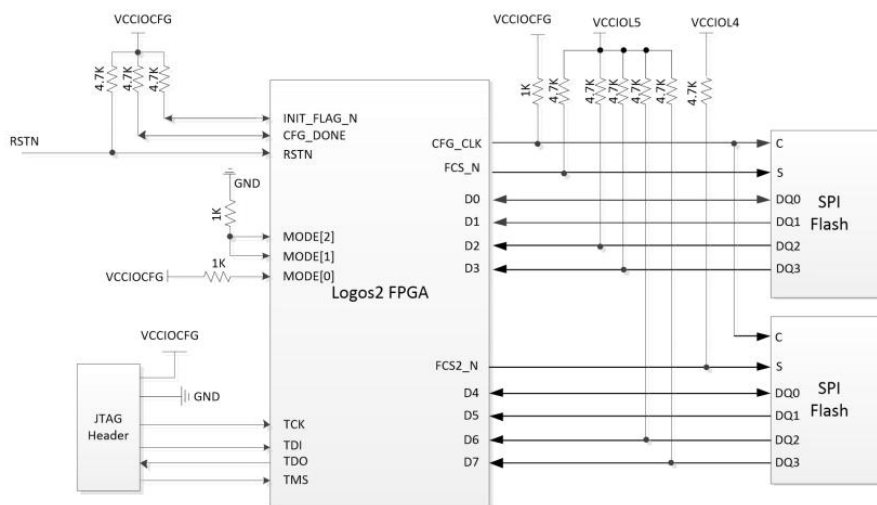 VCCIOCFG
4.7K
4.7K
4.7K
RSTN
INIT_FLAG_N
CFG_DONE
RSTN
GND
1K
MODE[2]
MODE[1]
VCCIOCFG
1K
MODE[0]
Logos2 FPGA
VCCIOCFG
JTAG
Header
GND
TCK
TDI
TDO
TMS
VCCIOCFG
VCCIOL5
VCCIOL4
1K
4.7K
4.7K
4.7K
4.7K
4.7K
4.7K
CFG_CLK
FCS_N
D0
D1
D2
D3
C
S
DQ0
DQ1
DQ2
DQ3
SPI
Flash
FCS2_N
D4
D5
D6
D7
C
S
DQ0
DQ1
DQ2
DQ3
SPI
Flash